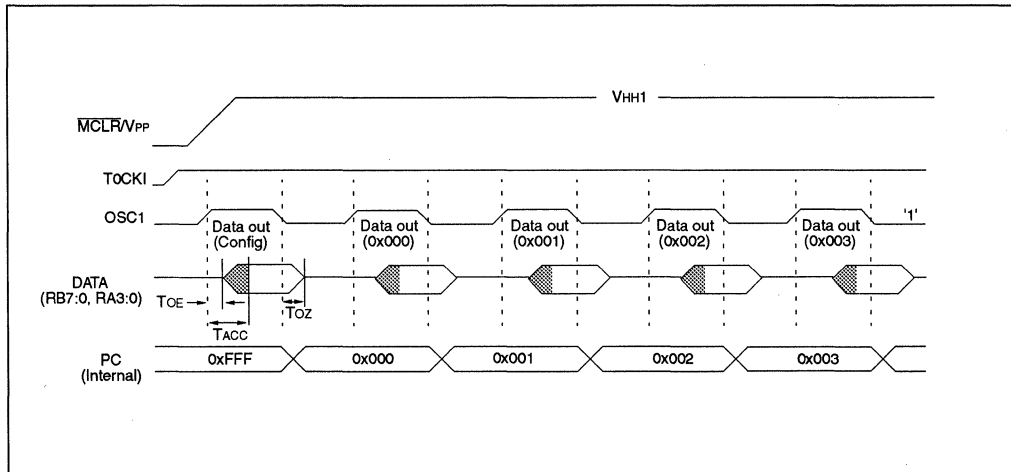 VHH1
MCLR/VPP
T0CKI
OSC1
'1'
Data out
(Config)
Data out
(0x000)
Data out
(0x001)
Data out
(0x002)
Data out
(0x003)
DATA
(RB7:0, RA3:0)
TOE
TOZ
TACC
PC
(Internal)
0xFFF
0x000
0x001
0x002
0x003